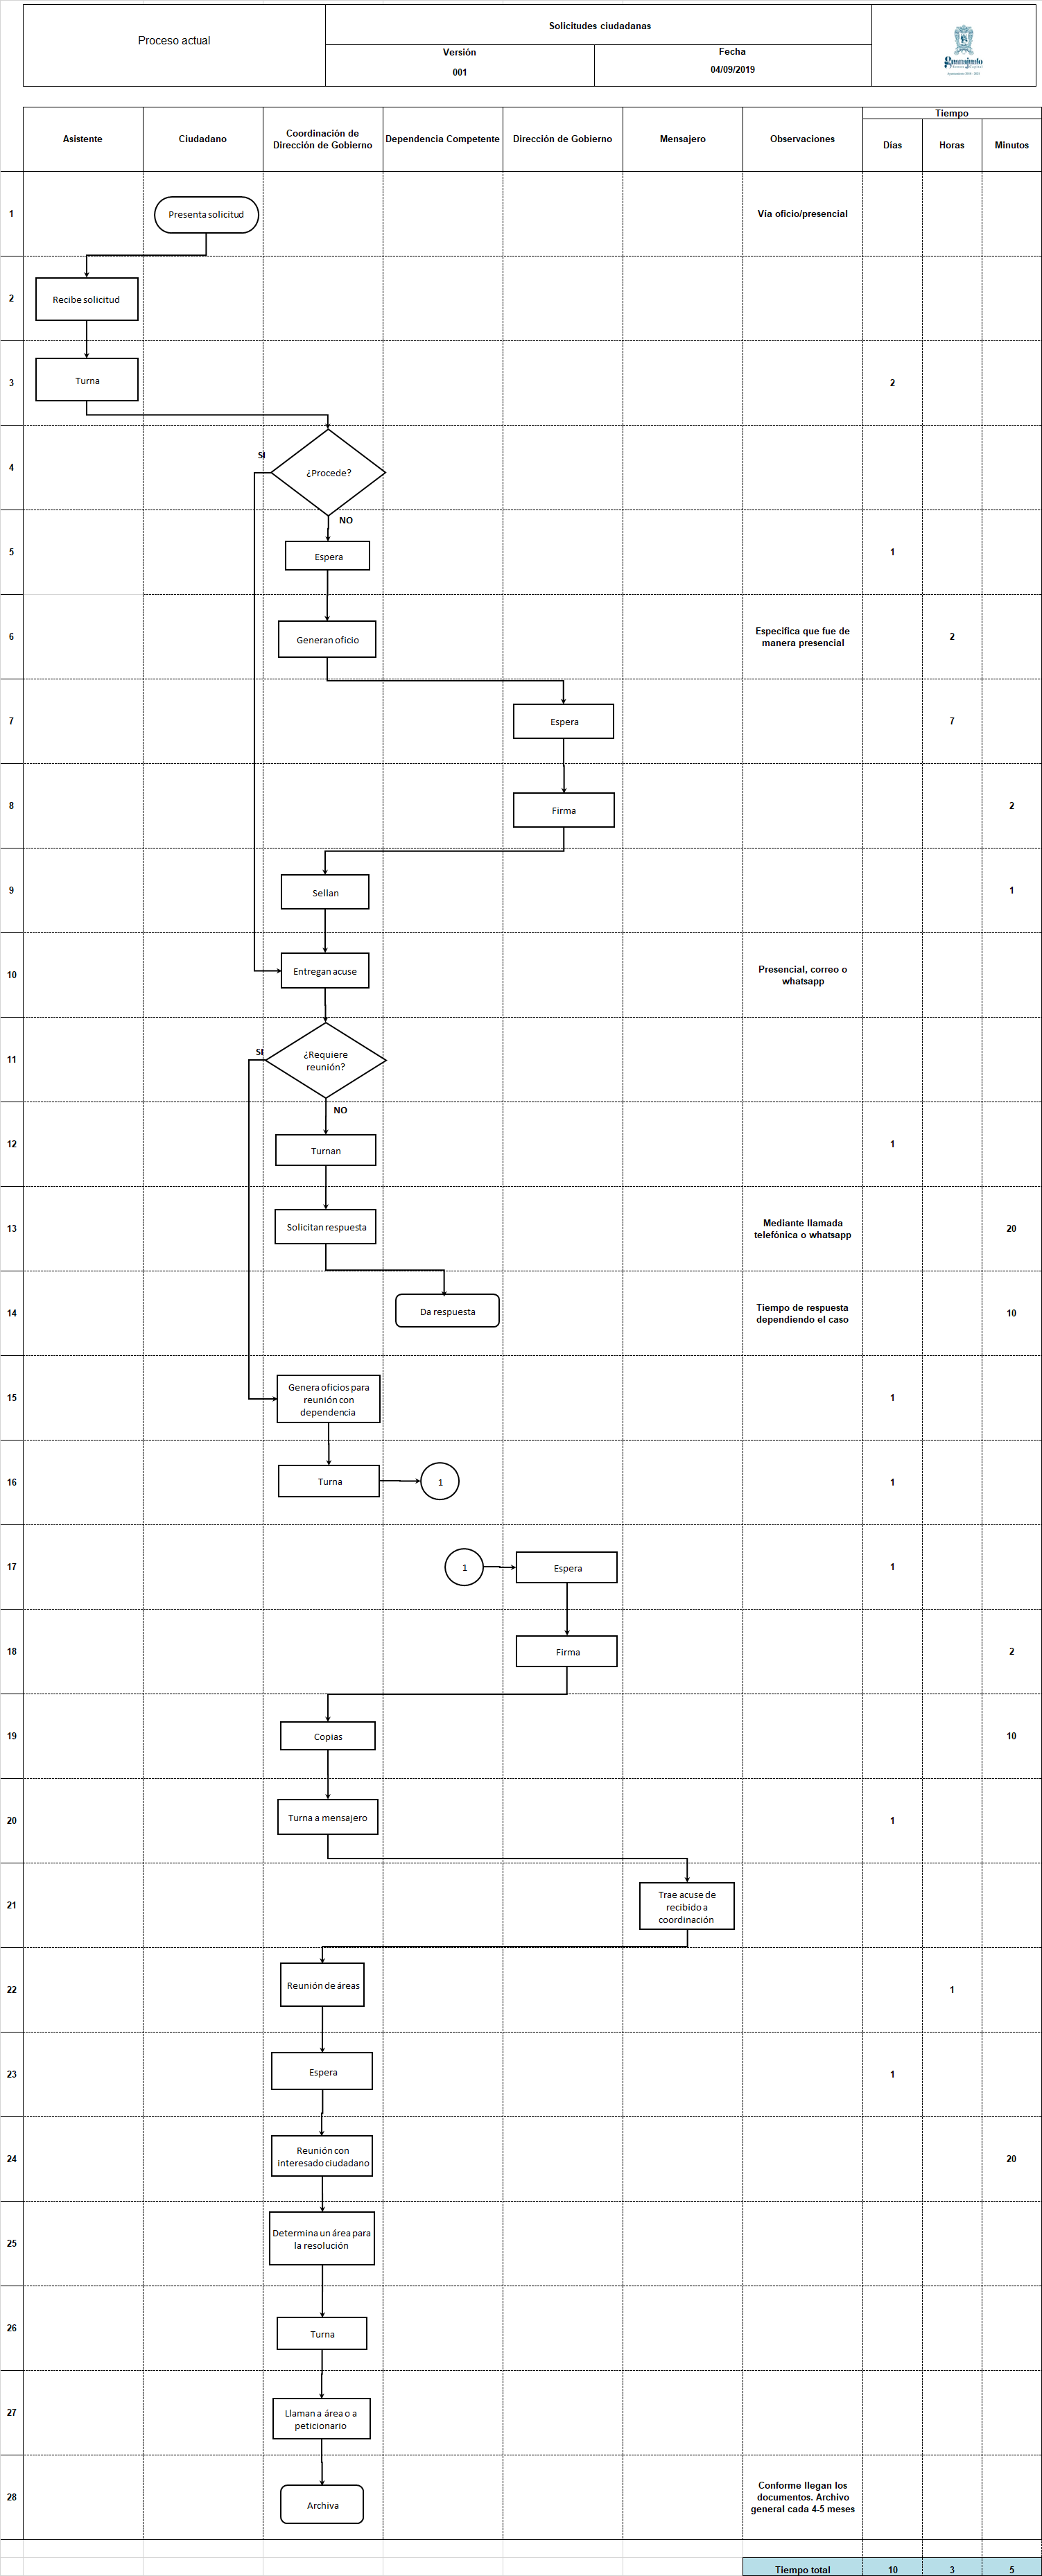 Proceso actual
Solicitudes ciudadanas
Versión
Fecha
001
04/09/2019
Guanajuato
Tiempo
Asistente
Ciudadano
Coordinación de
Dirección de Gobierno
Dependencia Competente
Dirección de Gobierno
Mensajero
Observaciones
Días
Horas
Minutos
1
Presenta solicitud
Vía oficio/presencial
2
Recibe solicitud
3
Turna
2
4
SI
¿Procede?
NO
5
Espera
1
6
Generan oficio
Especifica que fue de
manera presencial
2
7
Espera
7
8
Firma
2
9
Sellan
1
10
Entregan acuse
Presencial, correo o
whatsapp
11
SI
¿Requiere
reunión?
NO
12
Turnan
1
13
Solicitan respuesta
Mediante llamada
telefónica o whatsapp
20
14
Da respuesta
Tiempo de respuesta
dependiendo el caso
10
15
Genera oficios para
reunión con
dependencia
1
16
Turna
1
1
17
1
Espera
1
18
Firma
2
19
Copias
10
20
Turna a mensajero
1
21
Trae acuse de
recibido a
coordinación
22
Reunión de áreas
1
23
Espera
1
24
Reunión con
interesado ciudadano
20
25
Determina un área para
la resolución
26
Turna
27
Llaman a área o a
peticionario
28
Archiva
Conforme llegan los
documentos. Archivo
general cada 4-5 meses
Tiempo total
10
3
5